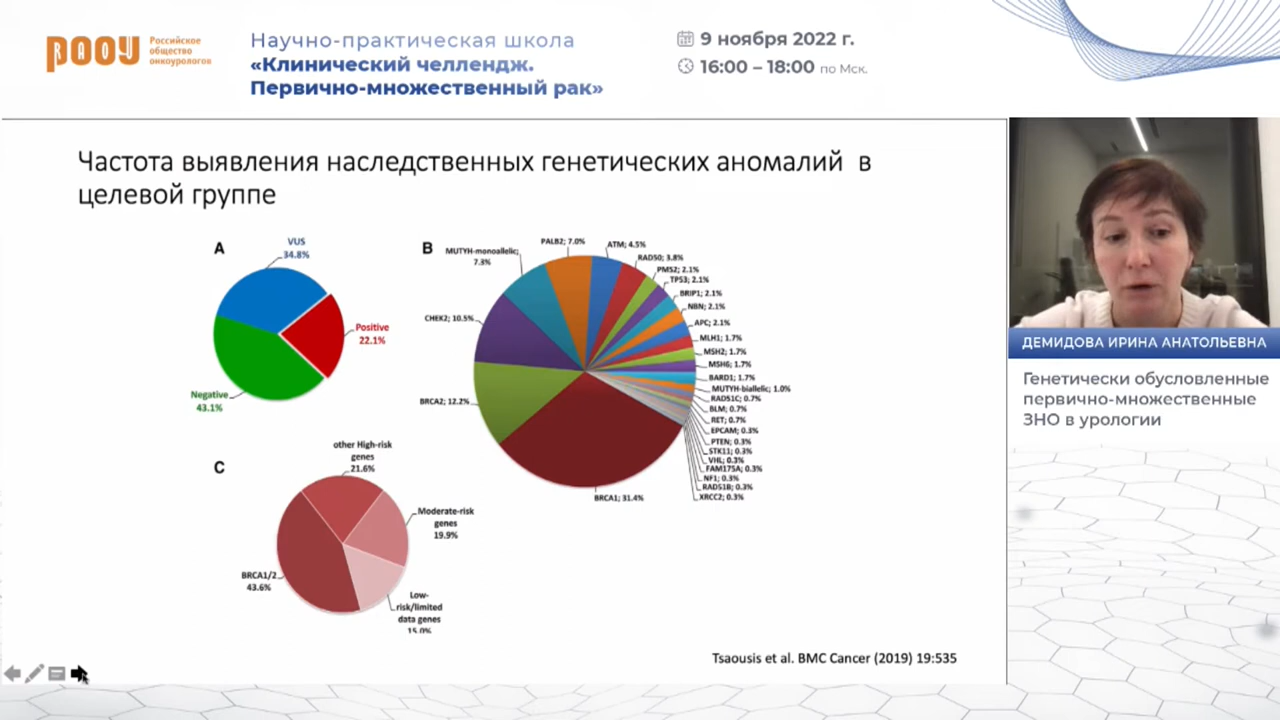 РАОУ
Российское
общество
онкоурологов
Научно-практическая школа
«Клинический челлендж.
Первично-множественный рак»
9 ноября 2022 г.
16:00 – 18:00 по Мск.
Частота выявления наследственных генетических аномалий в
целевой группе
A
VUS
34.8%
Positive
22.1%
Negative
43.1%
B
MUTYH-monoallelic;
7.3%
PALB2; 7.0%
ATM; 4.5%
RAD50; 3.8%
PMS2; 2.1%
TP53; 2.1%
BRIP1; 2.1%
NBN; 2.1%
APC; 2.1%
MLH1; 1.7%
MSH2; 1.7%
MSH6; 1.7%
BARD1; 1.7%
MUTYH-biallelic; 1.0%
RAD51C; 0.7%
BLM; 0.7%
RET; 0.7%
EPCAM; 0.3%
PTEN; 0.3%
STK11; 0.3%
VHL; 0.3%
FAM175A; 0.3%
NF1; 0.3%
RAD51B; 0.3%
XRCC2; 0.3%
CHEK2; 10.5%
BRCA2; 12.2%
BRCA1; 31.4%
C
other High-risk
genes
21.6%
Moderate-risk
genes
19.9%
BRCA1/2
43.6%
Low-
risk/limited
data genes
15.0%
Tsaousis et al. BMC Cancer (2019) 19:535
ДЕМИДОВА ИРИНА АНАТОЛЬЕВНА
Генетически обусловленные
первично-множественные
ЗНО в урологии